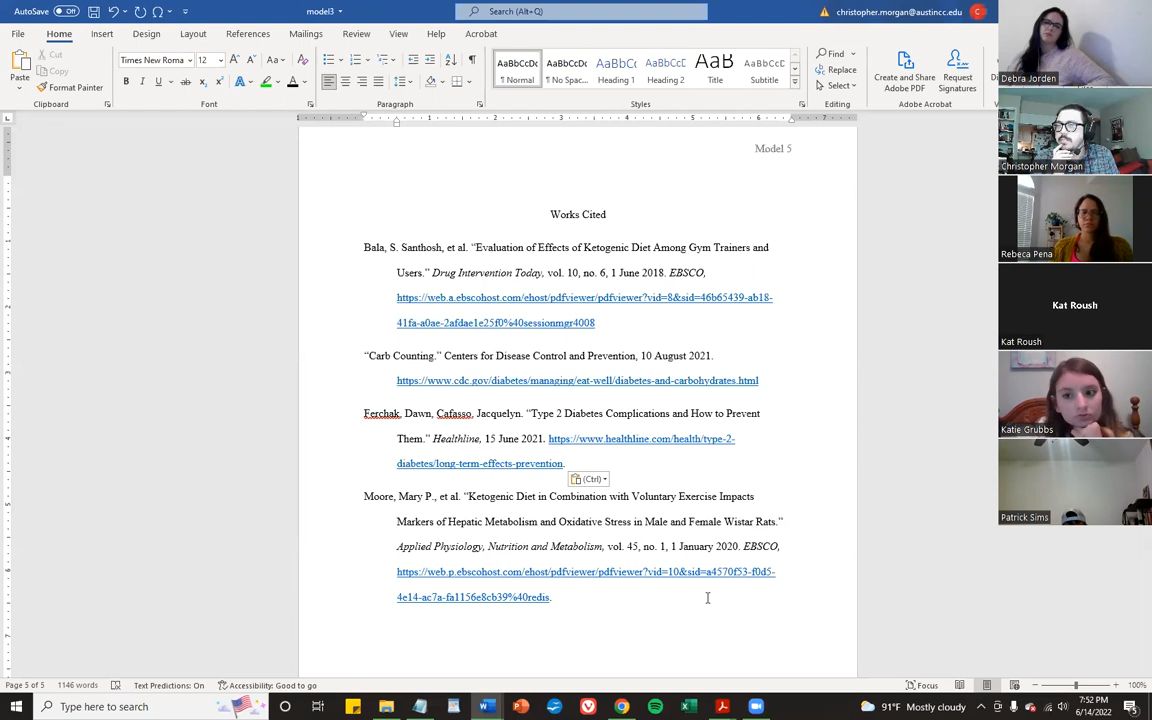 AutoSave Off
model3
Search (Alt+Q)
christopher.morgan@austincc.edu
C
File Home Insert Design Layout References Mailings Review View Help Acrobat
Paste
Cut
Copy
Format Painter
Clipboard
Times New Roma 12
Font
Paragraph
AaBbCcDc AaBbCcDc AaBbCc AaBbCcE AaB AaBbCcE
¶ Normal ¶ No Spac... Heading 1 Heading 2 Title Subtitle
Styles
Find
Replace
Select
Editing
Create and Share
Adobe PDF
Request
Signatures
Adobe Acrobat
Model 5
Works Cited
Bala, S. Santhosh, et al. “Evaluation of Effects of Ketogenic Diet Among Gym Trainers and
Users.” Drug Intervention Today, vol. 10, no. 6, 1 June 2018. EBSCO,
https://web.a.ebscohost.com/ehost/pdfviewer/pdfviewer?vid=8&sid=46b65439-ab18-
41fa-a0ae-2afdae1e25f0%40sessionmgr4008
“Carb Counting.” Centers for Disease Control and Prevention, 10 August 2021.
https://www.cdc.gov/diabetes/managing/eat-well/diabetes-and-carbohydrates.html
Ferchak, Dawn, Cafasso, Jacquelyn. “Type 2 Diabetes Complications and How to Prevent
Them.” Healthline, 15 June 2021. https://www.healthline.com/health/type-2-
diabetes/long-term-effects-prevention.
(Ctrl)
Moore, Mary P., et al. “Ketogenic Diet in Combination with Voluntary Exercise Impacts
Markers of Hepatic Metabolism and Oxidative Stress in Male and Female Wistar Rats.”
Applied Physiology, Nutrition and Metabolism, vol. 45, no. 1, 1 January 2020. EBSCO,
https://web.p.ebscohost.com/ehost/pdfviewer/pdfviewer?vid=10&sid=a4570f53-f0d5-
4e14-ac7a-fa1156e8cb39%40redis.
Debra Jorden
Christopher Morgan
Rebeca Pena
Kat Roush
Kat Roush
Katie Grubbs
Patrick Sims
Page 5 of 5 1146 words Text Predictions: On Accessibility: Good to go
Focus 100%
Type here to search
91°F Mostly cloudy
7:52 PM
6/14/2022